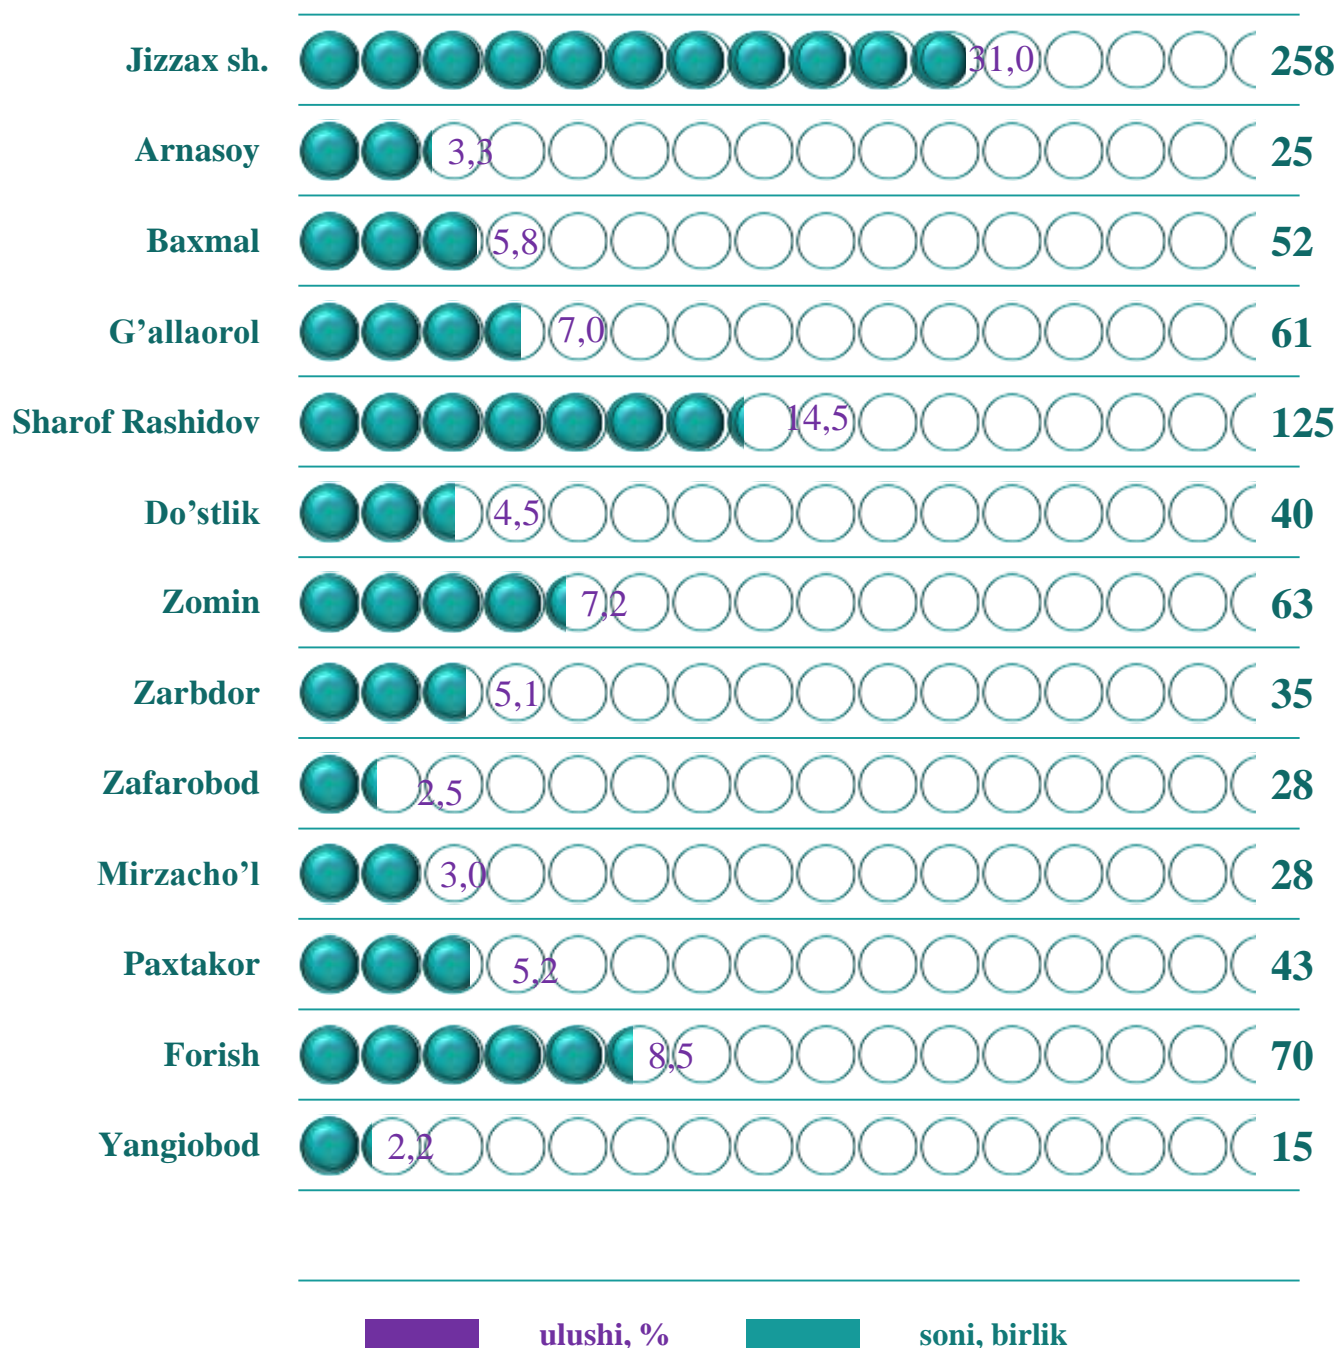 Jizzax sh. 31,0 258
Arnasoy 3,3 25
Baxmal 5,8 52
G’allaorol 7,0 61
Sharof Rashidov 14,5 125
Do’stlik 4,5 40
Zomin 7,2 63
Zarbdor 5,1 35
Zafarobod 2,5 28
Mirzacho’l 3,0 28
Paxtakor 5,2 43
Forish 8,5 70
Yangiobod 2,2 15
ulushi, % soni, birlik